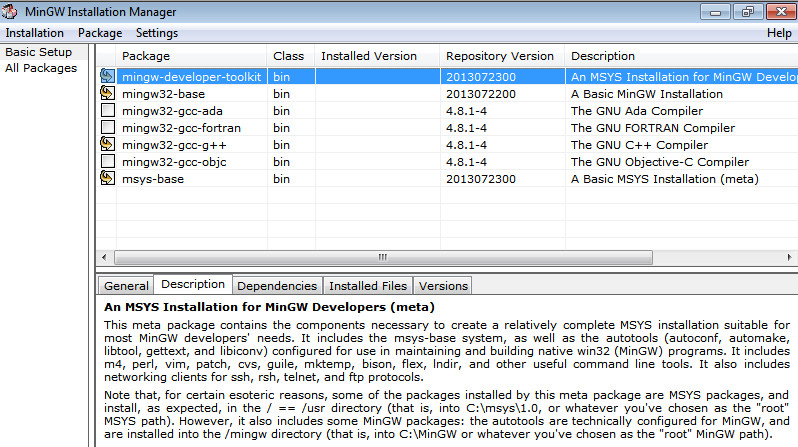 MinGW Installation Manager
Installation Package Settings Help
Basic Setup
All Packages
Package Class Installed Version Repository Version Description
mingw-developer-toolkit bin 2013072300 An MSYS Installation for MinGW Develo
mingw32-base bin 2013072200 A Basic MinGW Installation
mingw32-gcc-ada bin 4.8.1-4 The GNU Ada Compiler
mingw32-gcc-fortran bin 4.8.1-4 The GNU FORTRAN Compiler
mingw32-gcc-g++ bin 4.8.1-4 The GNU C++ Compiler
mingw32-gcc-objc bin 4.8.1-4 The GNU Objective-C Compiler
msys-base bin 2013072300 A Basic MSYS Installation (meta)
General Description Dependencies Installed Files Versions
An MSYS Installation for MinGW Developers (meta)
This meta package contains the components necessary to create a relatively complete MSYS installation suitable for
most MinGW developers' needs. It includes the msys-base system, as well as the autotools (autoconf, automake,
libtool, gettext, and libiconv) configured for use in maintaining and building native win32 (MinGW) programs. It includes
m4, perl, vim, patch, cvs, guile, mktemp, bison, flex, lndir, and other useful command line tools. It also includes
networking clients for ssh, rsh, telnet, and ftp protocols.
Note that, for certain esoteric reasons, some of the packages installed by this meta package are MSYS packages, and
install, as expected, in the / == /usr directory (that is, into C:\msys\1.0, or whatever you've chosen as the "root"
MSYS path). However, it also includes some MinGW packages: the autotools are technically configured for MinGW, and
are installed into the /mingw directory (that is, into C:\MinGW or whatever you've chosen as the "root" MinGW path).